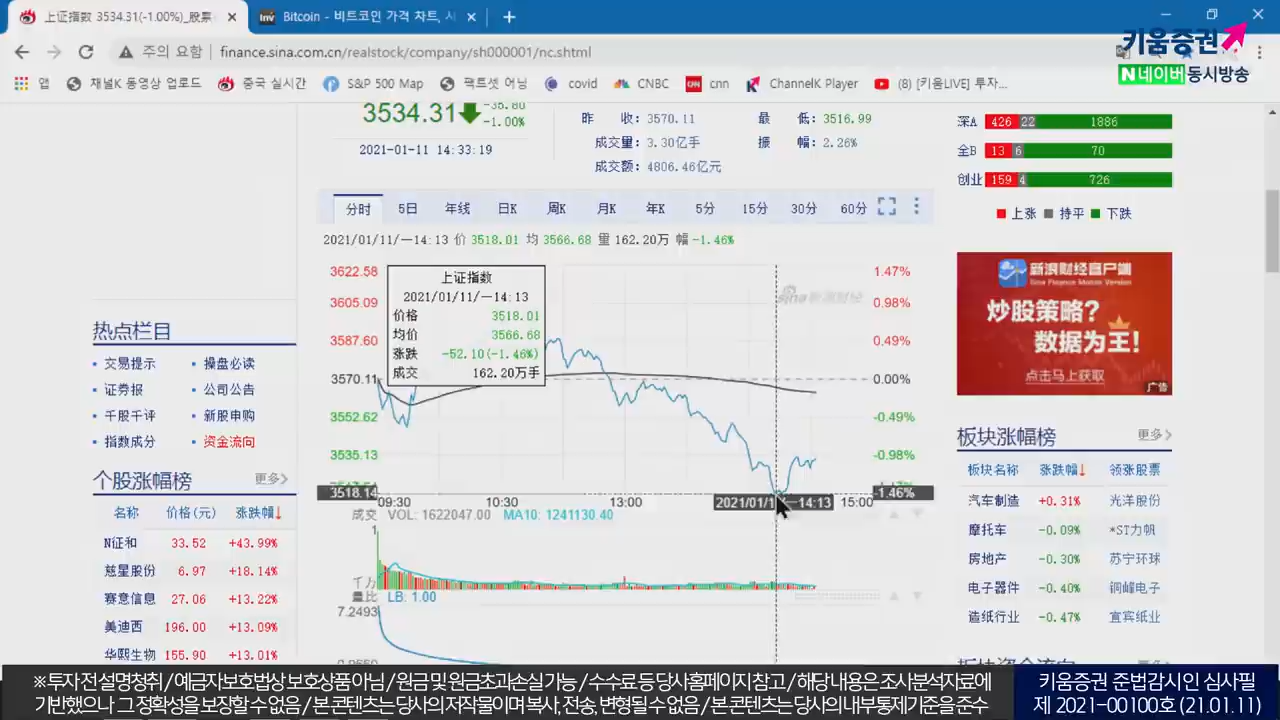 上证指数 3534.31(-1.00%)_股票
Bitcoin - 비트코인 가격 차트, 시
주의 요함
finance.sina.com.cn/realstock/company/sh000001/nc.shtml
키움증권
N네이버 동시방송
앱
채널K 동영상 업로드
중국 실시간
S&P 500 Map
팩트셋 어닝
covid
CNBC
cnn
ChannelK Player
(8) [키움LIVE] 투자...
3534.31
-35.80
-1.00%
2021-01-11 14:33:19
昨 收: 3570.11
最 低: 3516.99
成交量: 3.30亿手
振 幅: 2.26%
成交额: 4806.46亿元
深A 426 22 1886
全B 13 6 70
创业 159 4 726
上涨 持平 下跌
分时 5日 年线 日K 周K 月K 年K 5分 15分 30分 60分
2021/01/11/一14:13 价 3518.01 均 3566.68 量 162.20万 幅 -1.46%
3622.58
3605.09
3587.60
3570.11
3552.62
3535.13
3518.14
1.47%
0.98%
0.49%
0.00%
-0.49%
-0.98%
-1.46%
上证指数
2021/01/11/一14:13
价格 3518.01
均价 3566.68
涨跌 -52.10(-1.46%)
成交 162.20万手
sina 新浪财经
09:30 10:30 13:00 2021/01/1 一14:13 15:00
成交 VOL: 1622047.00 MA10: 1241130.40
1
千万
量比 LB: 1.00
7.2493
热点栏目
交易提示 操盘必读
证券报 公司公告
千股千评 新股申购
指数成分 资金流向
个股涨幅榜 更多
名称 价格(元) 涨跌幅↓
N征和 33.52 +43.99%
慈星股份 6.97 +18.14%
赛意信息 27.06 +13.22%
美迪西 196.00 +13.09%
华熙生物 155.90 +13.01%
新浪财经客户端
Sina Finance Mobile Version
炒股策略?
数据为王!
点击马上获取
广告
板块涨幅榜 更多
板块名称 涨跌幅↓ 领涨股票
汽车制造 +0.31% 光洋股份
摩托车 -0.09% *ST力帆
房地产 -0.30% 苏宁环球
电子器件 -0.40% 铜峰电子
造纸行业 -0.47% 宜宾纸业
板块资金流向
※ 투자 전 설명청취 / 예금자보호법상 보호상품 아님 / 원금 및 원금초과손실 가능 / 수수료 등 당사 홈페이지 참고 / 해당 내용은 조사분석자료에
기반했으나 그 정확성을 보장할 수 없음 / 본 콘텐츠는 당사의 저작물이며 복사, 전송, 변형될 수 없음 / 본 콘텐츠는 당사의 내부통제기준을 준수
키움증권 준법감시인 심사필
제 2021-00100호 (21.01.11)